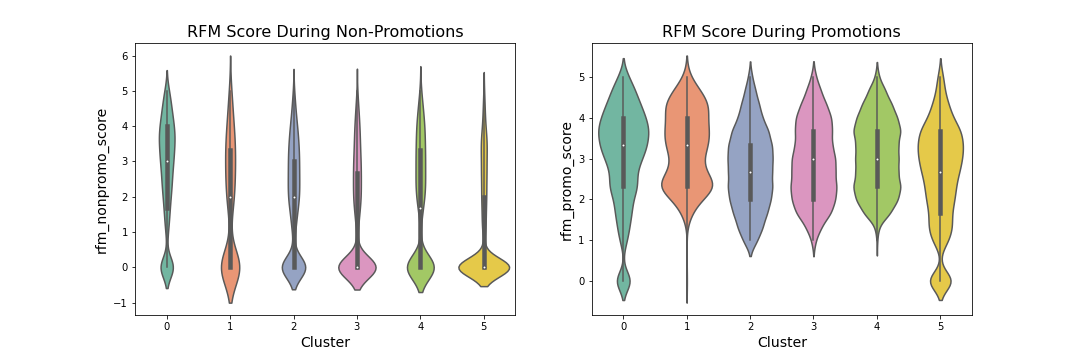 RFM Score During Non-Promotions
rfm_nonpromo_score
6
5
4
3
2
1
0
−1
0 1 2 3 4 5
Cluster
RFM Score During Promotions
rfm_promo_score
5
4
3
2
1
0
0 1 2 3 4 5
Cluster